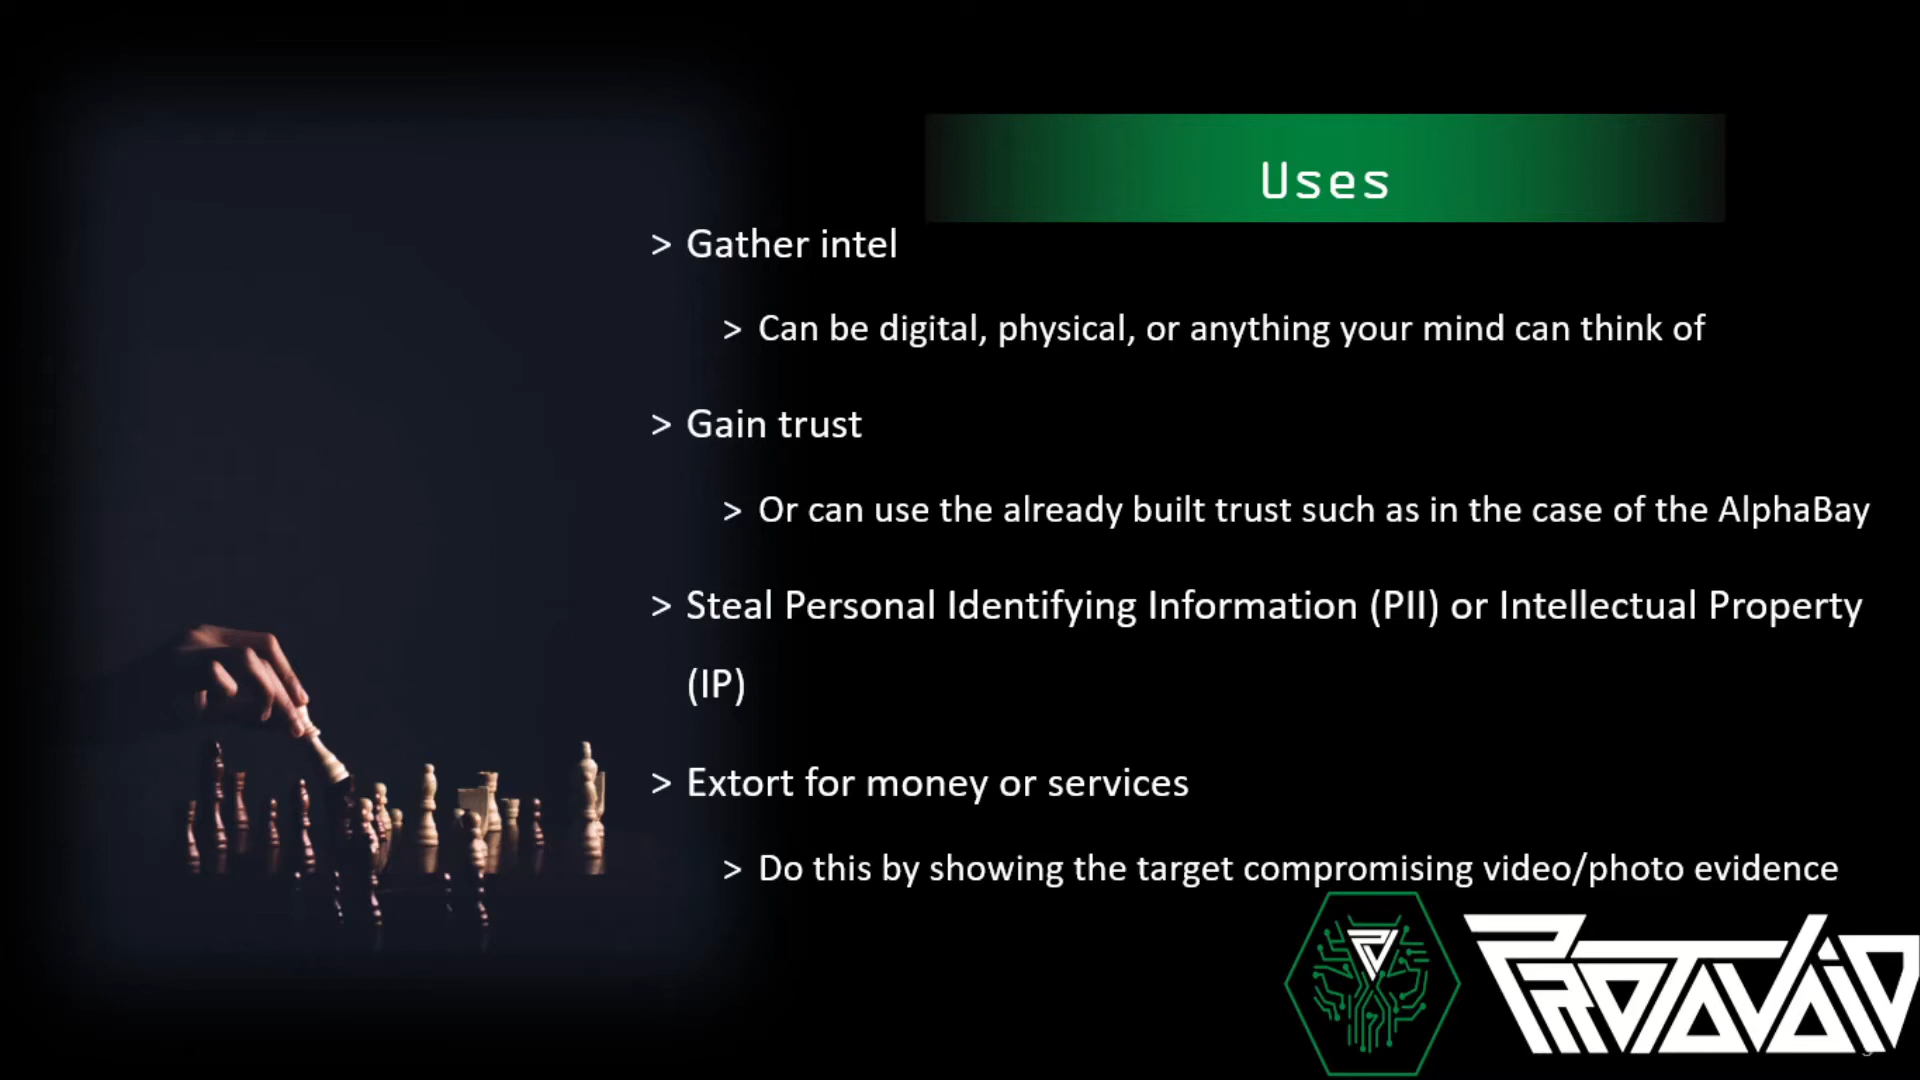 Uses
> Gather intel
> Can be digital, physical, or anything your mind can think of
> Gain trust
> Or can use the already built trust such as in the case of the AlphaBay
> Steal Personal Identifying Information (PII) or Intellectual Property
(IP)
> Extort for money or services
> Do this by showing the target compromising video/photo evidence
PROTOVOID